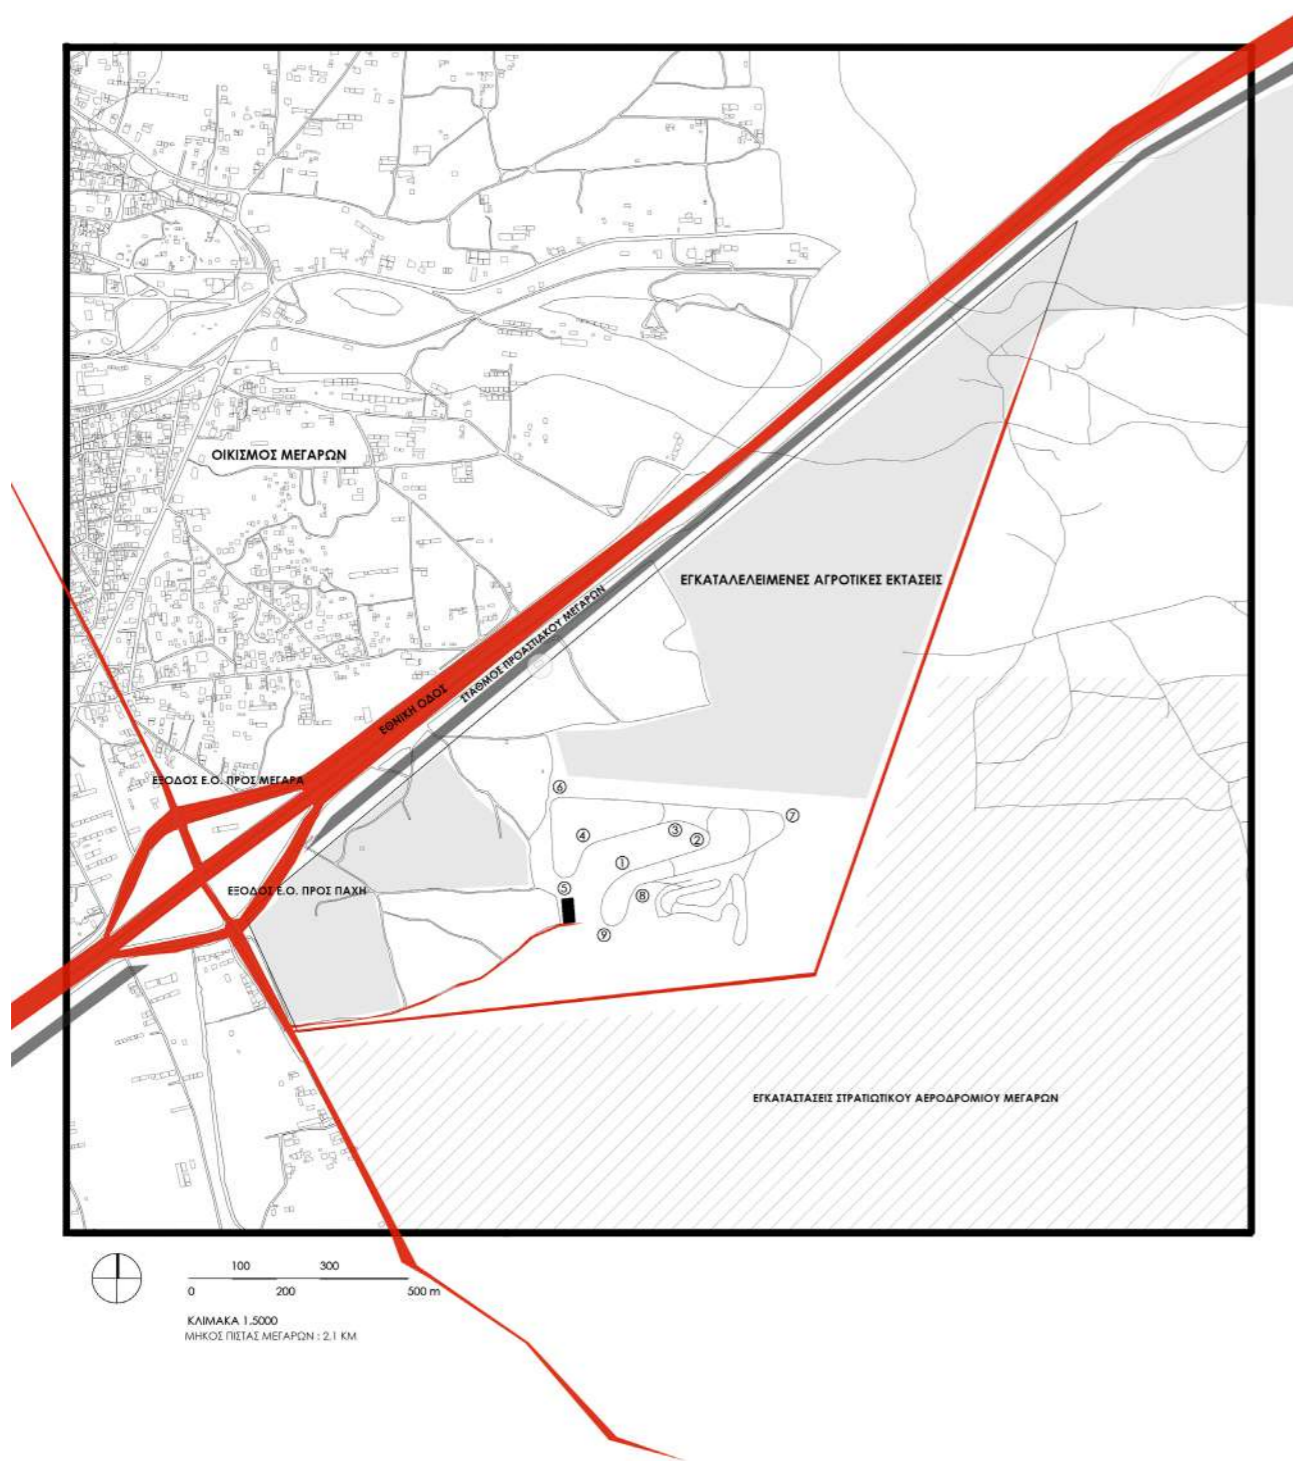 ΟΙΚΙΣΜΟΣ ΜΕΓΑΡΩΝ
ΕΓΚΑΤΑΛΕΛΕΙΜΕΝΕΣ ΑΓΡΟΤΙΚΕΣ ΕΚΤΑΣΕΙΣ
ΣΤΑΘΜΟΣ ΠΡΟΑΣΤΙΑΚΟΥ ΜΕΓΑΡΩΝ
ΕΘΝΙΚΗ ΟΔΟΣ
ΕΞΟΔΟΣ Ε.Ο. ΠΡΟΣ ΜΕΓΑΡΑ
6
7
3
4
2
1
ΕΞΟΔΟΣ Ε.Ο. ΠΡΟΣ ΠΑΧΗ
5
8
9
ΕΓΚΑΤΑΣΤΑΣΕΙΣ ΣΤΡΑΤΙΩΤΙΚΟΥ ΑΕΡΟΔΡΟΜΙΟΥ ΜΕΓΑΡΩΝ
100 300
0 200 500 m
ΚΛΙΜΑΚΑ 1.5000
ΜΗΚΟΣ ΠΙΣΤΑΣ ΜΕΓΑΡΩΝ : 2,1 ΚΜ